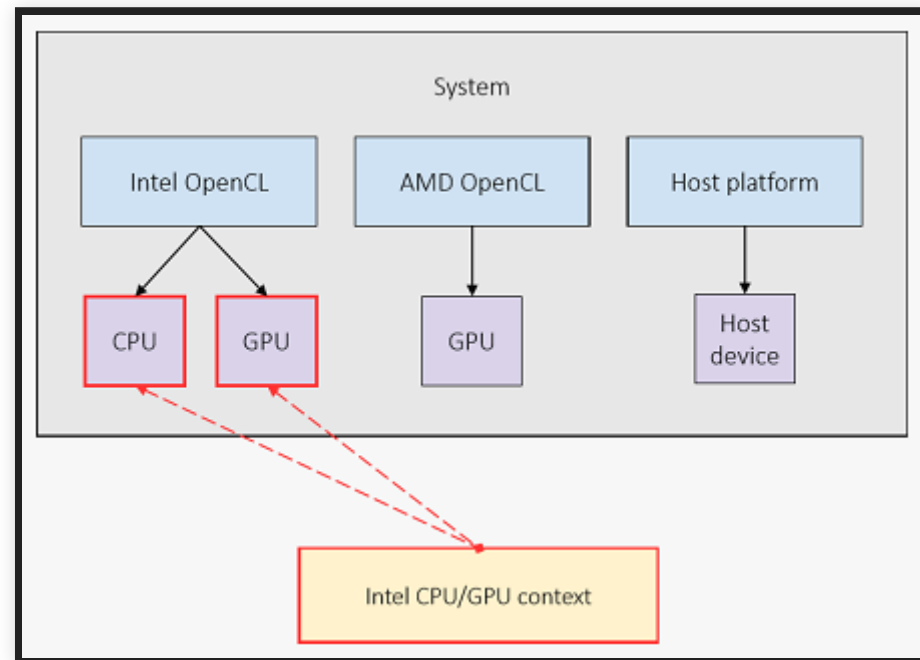 System
Intel OpenCL
AMD OpenCL
Host platform
CPU
GPU
GPU
Host
device
Intel CPU/GPU context